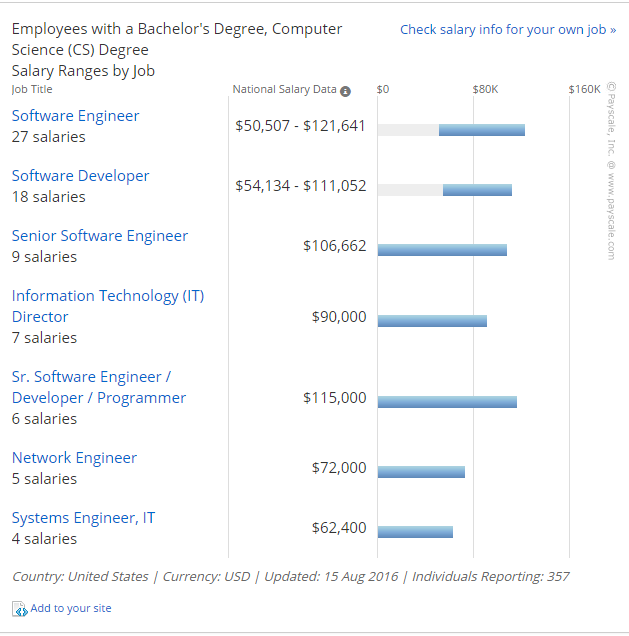 Employees with a Bachelor's Degree, Computer
Science (CS) Degree
Salary Ranges by Job
Check salary info for your own job »
Job Title
National Salary Data
$0
$80K
$160K
Software Engineer
27 salaries
$50,507 - $121,641
Software Developer
18 salaries
$54,134 - $111,052
Senior Software Engineer
9 salaries
$106,662
Information Technology (IT)
Director
7 salaries
$90,000
Sr. Software Engineer /
Developer / Programmer
6 salaries
$115,000
Network Engineer
5 salaries
$72,000
Systems Engineer, IT
4 salaries
$62,400
© Payscale, Inc. @ www.payscale.com
Country: United States | Currency: USD | Updated: 15 Aug 2016 | Individuals Reporting: 357
Add to your site